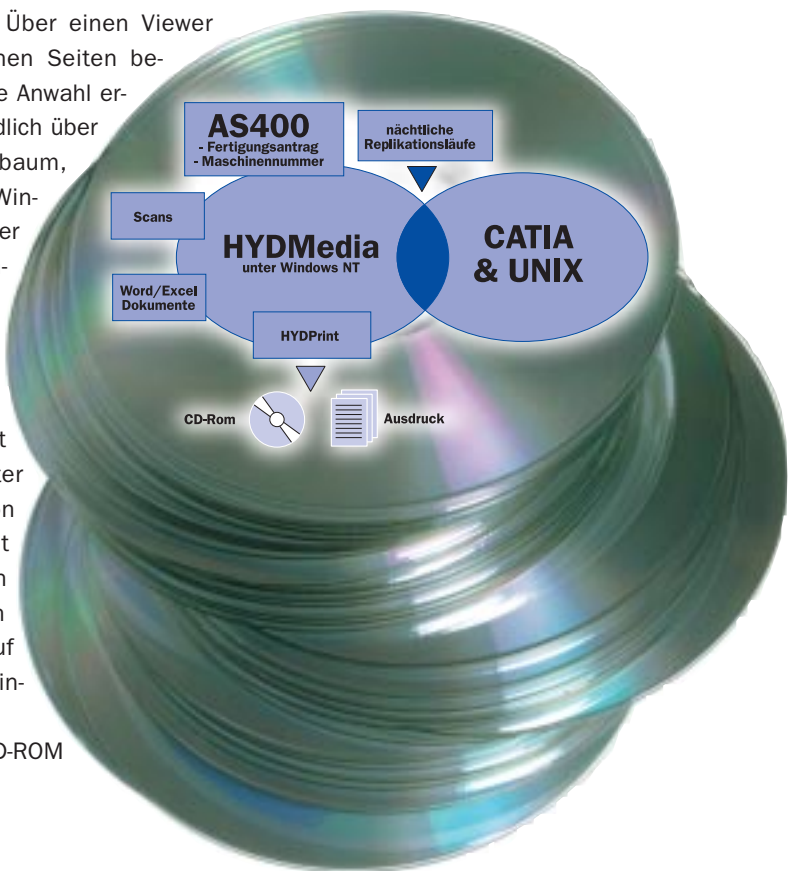 Über einen Viewer
nen Seiten be-
e Anwahl er-
dlich über
baum,
Win-
er
-
t
ker
n
t
n
n
uf
in-
D-ROM
AS400
- Fertigungsantrag
- Maschinennummer
nächtliche
Replikationsläufe
Scans
HYDMedia
unter Windows NT
CATIA
& UNIX
Word/Excel
Dokumente
HYDPrint
CD-Rom
Ausdruck